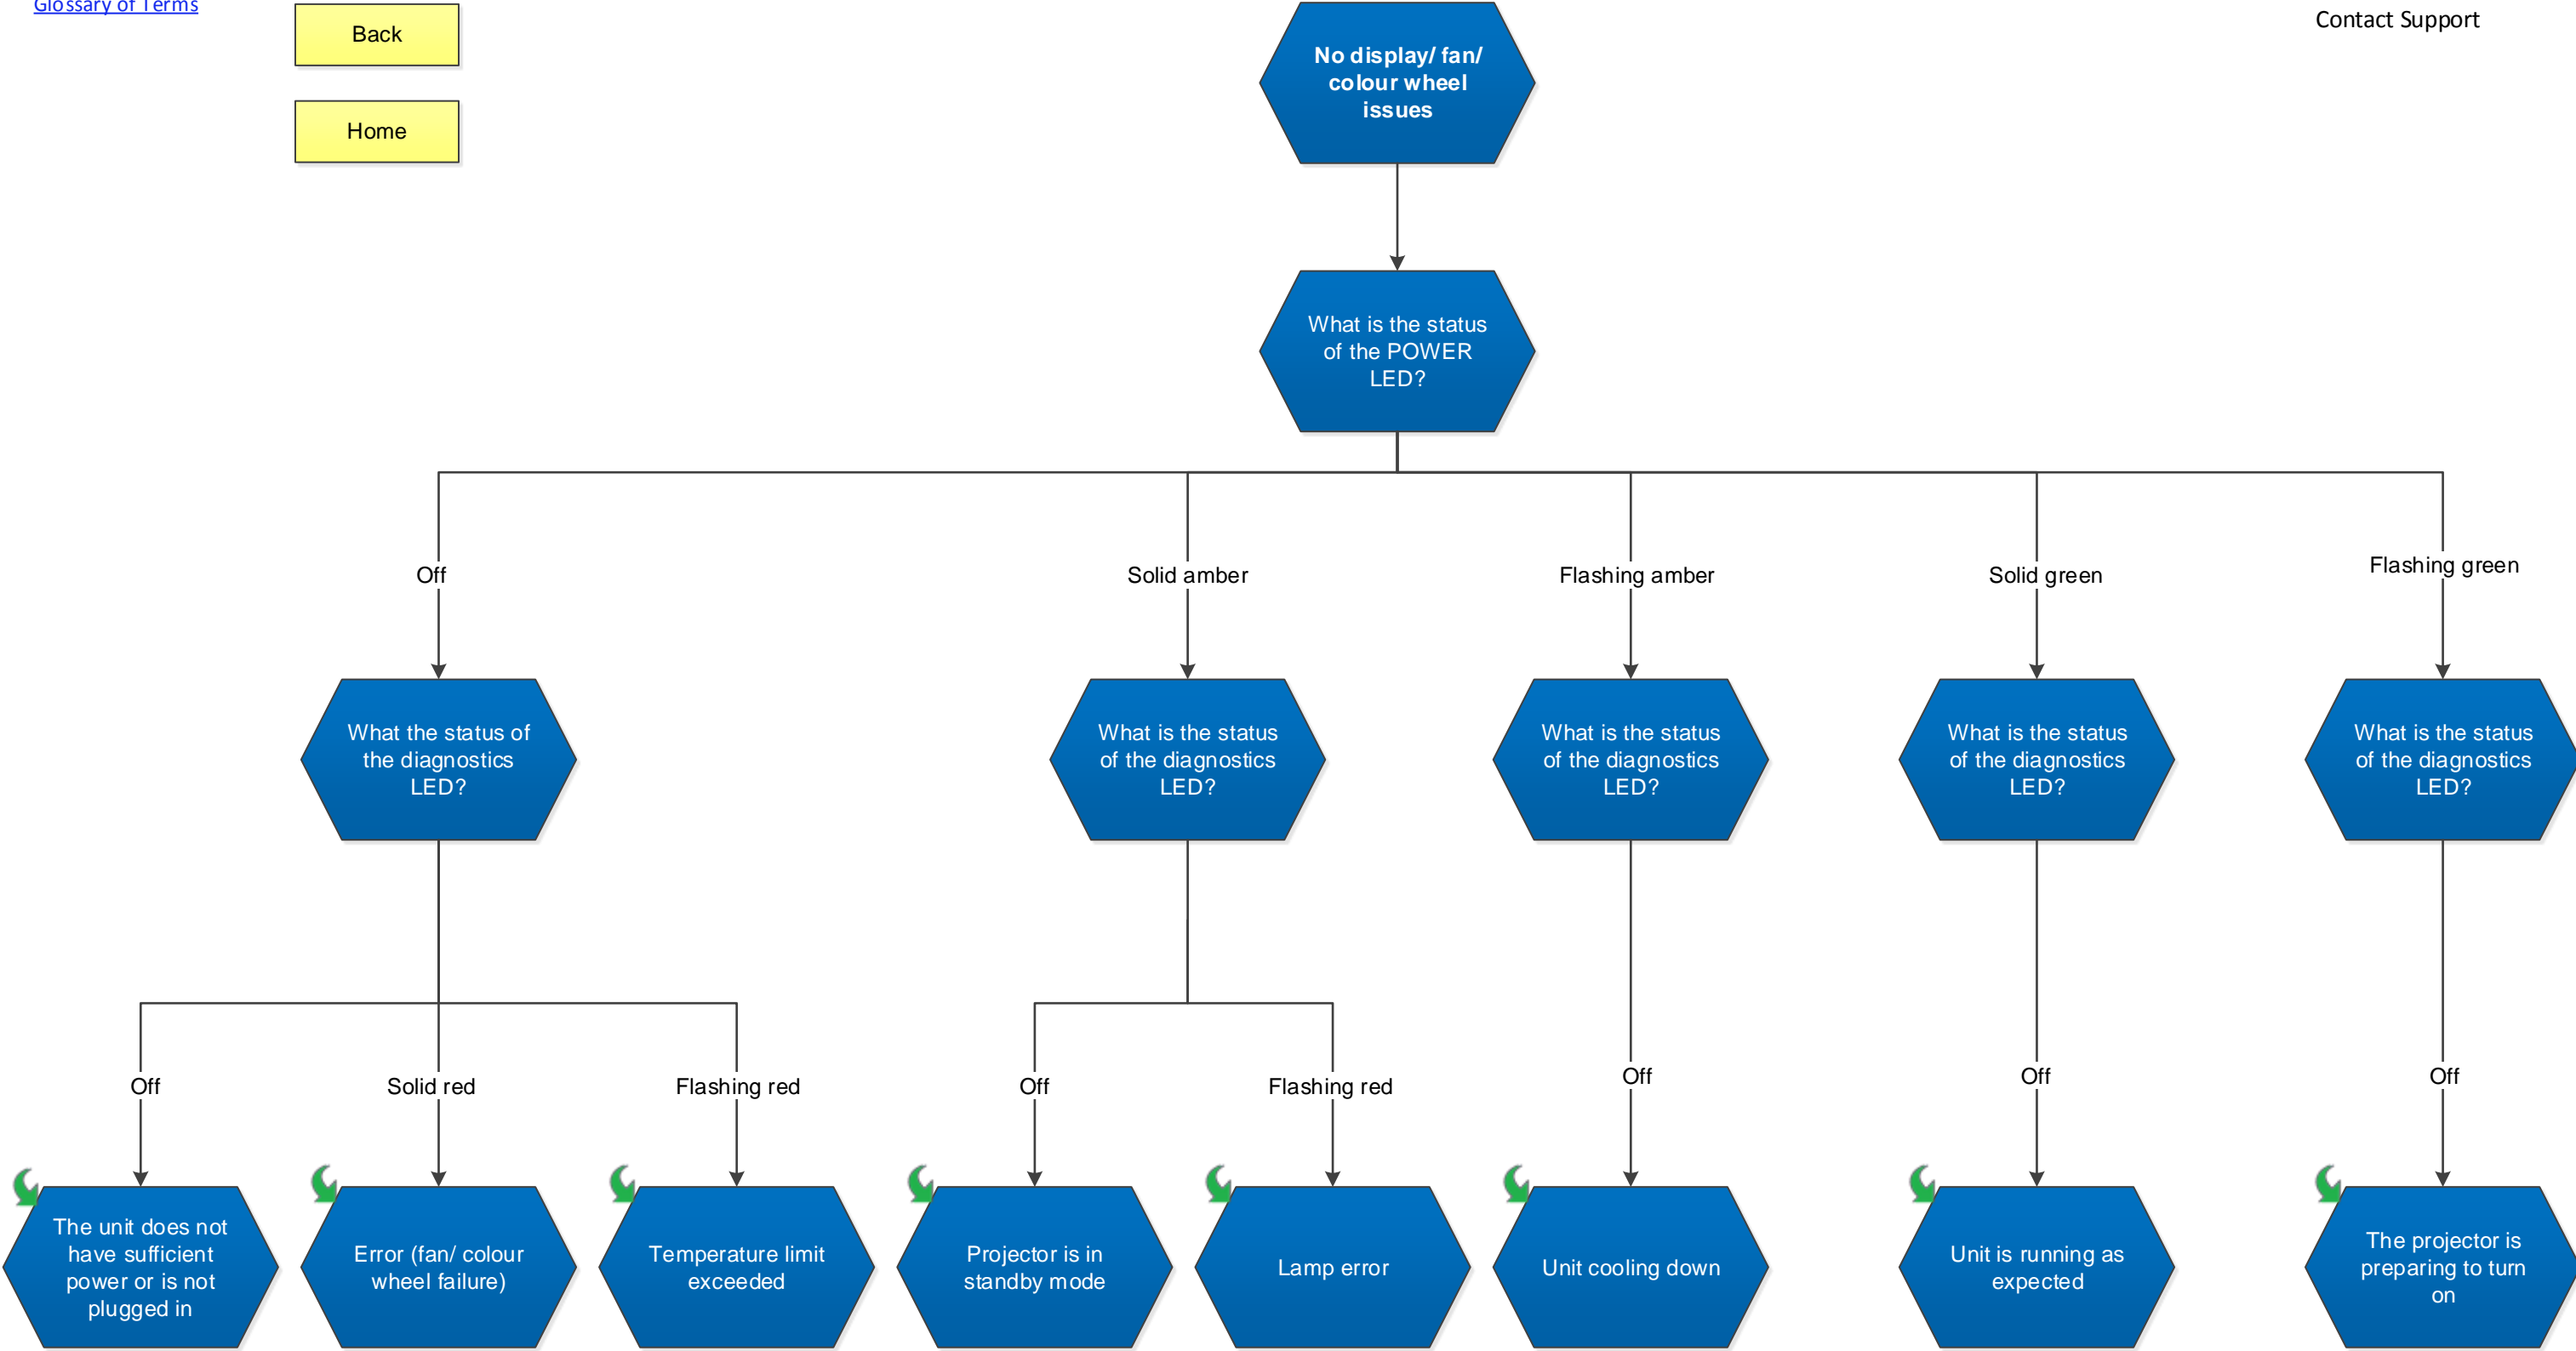 Glossary of Terms
Back
Home
Contact Support
No display/ fan/
colour wheel
issues
What is the status
of the POWER
LED?
Off
Solid amber
Flashing amber
Solid green
Flashing green
What the status of
the diagnostics
LED?
What is the status
of the diagnostics
LED?
What is the status
of the diagnostics
LED?
What is the status
of the diagnostics
LED?
What is the status
of the diagnostics
LED?
Off
Solid red
Flashing red
Off
Flashing red
Off
Off
Off
The unit does not
have sufficient
power or is not
plugged in
Error (fan/ colour
wheel failure)
Temperature limit
exceeded
Projector is in
standby mode
Lamp error
Unit cooling down
Unit is running as
expected
The projector is
preparing to turn
on